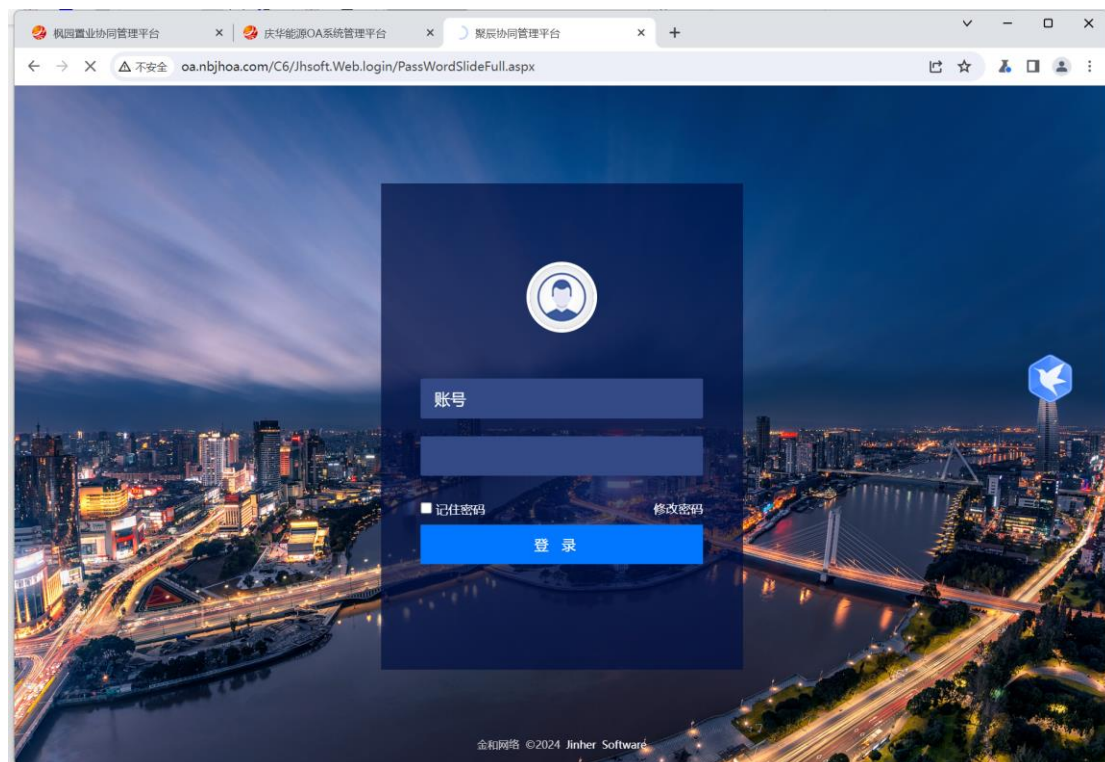 枫园置业协同管理平台
庆华能源OA系统管理平台
聚辰协同管理平台
不安全
oa.nbjhoa.com/C6/Jhsoft.Web.login/PassWordSlideFull.aspx
账号
记住密码
修改密码
登 录
金和网络 ©2024 Jinher Software